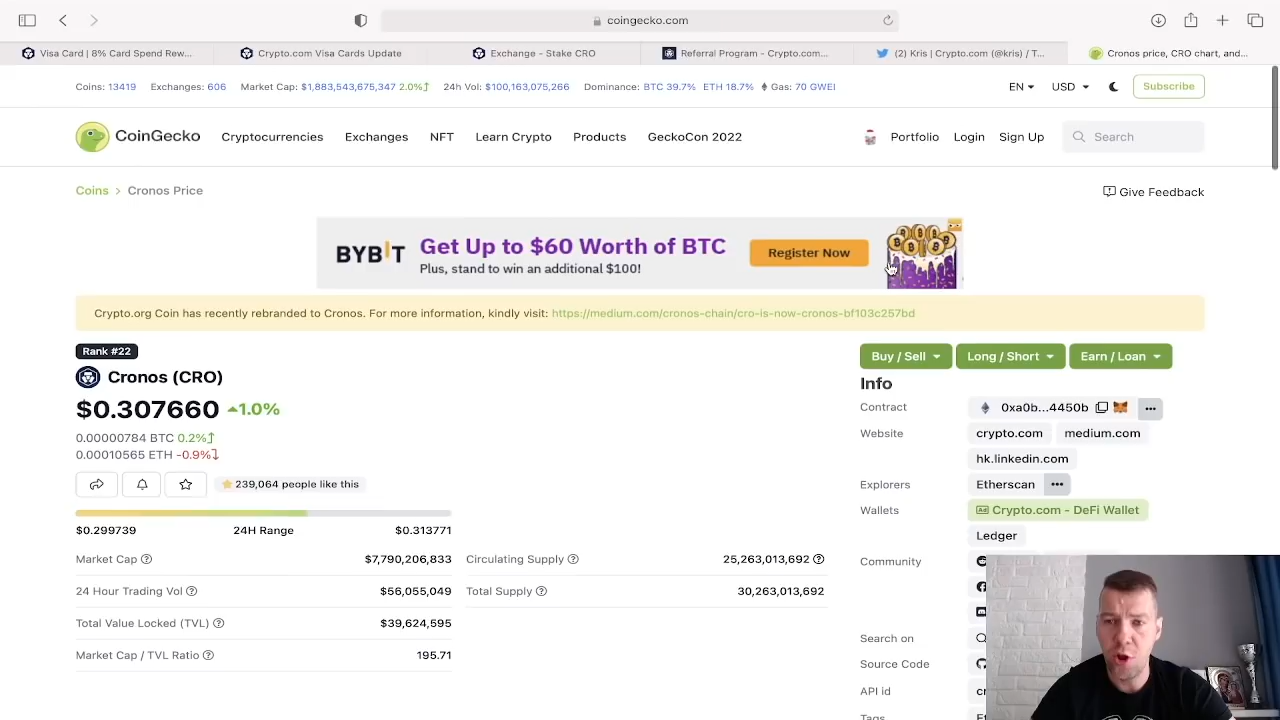 coingecko.com
Visa Card | 8% Card Spend Rew...
Crypto.com Visa Cards Update
Exchange - Stake CRO
Referral Program - Crypto.com...
(2) Kris | Crypto.com (@kris) / T...
Cronos price, CRO chart, and...
Coins: 13419 Exchanges: 606 Market Cap: $1,883,543,675,347 2.0% 24h Vol: $100,163,075,266 Dominance: BTC 39.7% ETH 18.7% Gas: 70 GWEI
EN USD Subscribe
CoinGecko Cryptocurrencies Exchanges NFT Learn Crypto Products GeckoCon 2022 Portfolio Login Sign Up Search
Coins > Cronos Price
Give Feedback
BYBIT Get Up to $60 Worth of BTC
Plus, stand to win an additional $100!
Register Now
Crypto.org Coin has recently rebranded to Cronos. For more information, kindly visit: https://medium.com/cronos-chain/cro-is-now-cronos-bf103c257bd
Rank #22
Cronos (CRO)
$0.307660 1.0%
0.00000784 BTC 0.2%
0.00010565 ETH -0.9%
239,064 people like this
$0.299739 24H Range $0.313771
Market Cap $7,790,206,833
24 Hour Trading Vol $56,055,049
Total Value Locked (TVL) $39,624,595
Market Cap / TVL Ratio 195.71
Circulating Supply 25,263,013,692
Total Supply 30,263,013,692
Buy / Sell Long / Short Earn / Loan
Info
Contract 0xa0b...4450b
Website crypto.com medium.com
hk.linkedin.com
Explorers Etherscan
Wallets Ad Crypto.com - DeFi Wallet
Ledger
Community
Search on
Source Code
API id
Tags